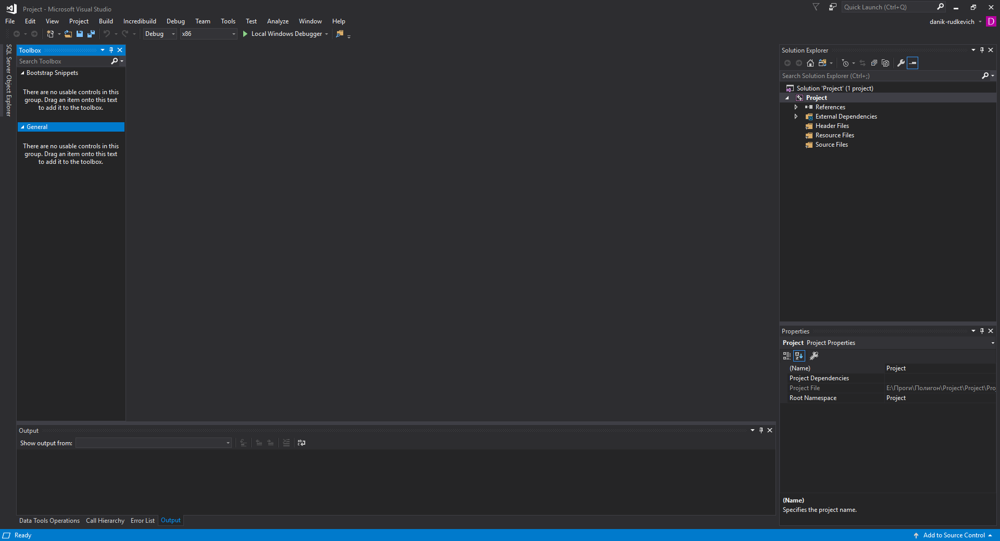 Project - Microsoft Visual Studio
Quick Launch (Ctrl+Q)
File Edit View Project Build Incredibuild Debug Team Tools Test Analyze Window Help
danik-rudkevich D
Debug x86 Local Windows Debugger
SQL Server Object Explorer
Toolbox
Search Toolbox
Bootstrap Snippets
There are no usable controls in this
group. Drag an item onto this text
to add it to the toolbox.
General
There are no usable controls in this
group. Drag an item onto this text
to add it to the toolbox.
Solution Explorer
Search Solution Explorer (Ctrl+;)
Solution 'Project' (1 project)
Project
References
External Dependencies
Header Files
Resource Files
Source Files
Properties
Project Project Properties
(Name) Project
Project Dependencies
Project File E:\Проги\Полигон\Project\Project\Pro
Root Namespace Project
(Name)
Specifies the project name.
Output
Show output from:
Data Tools Operations Call Hierarchy Error List Output
Ready
Add to Source Control